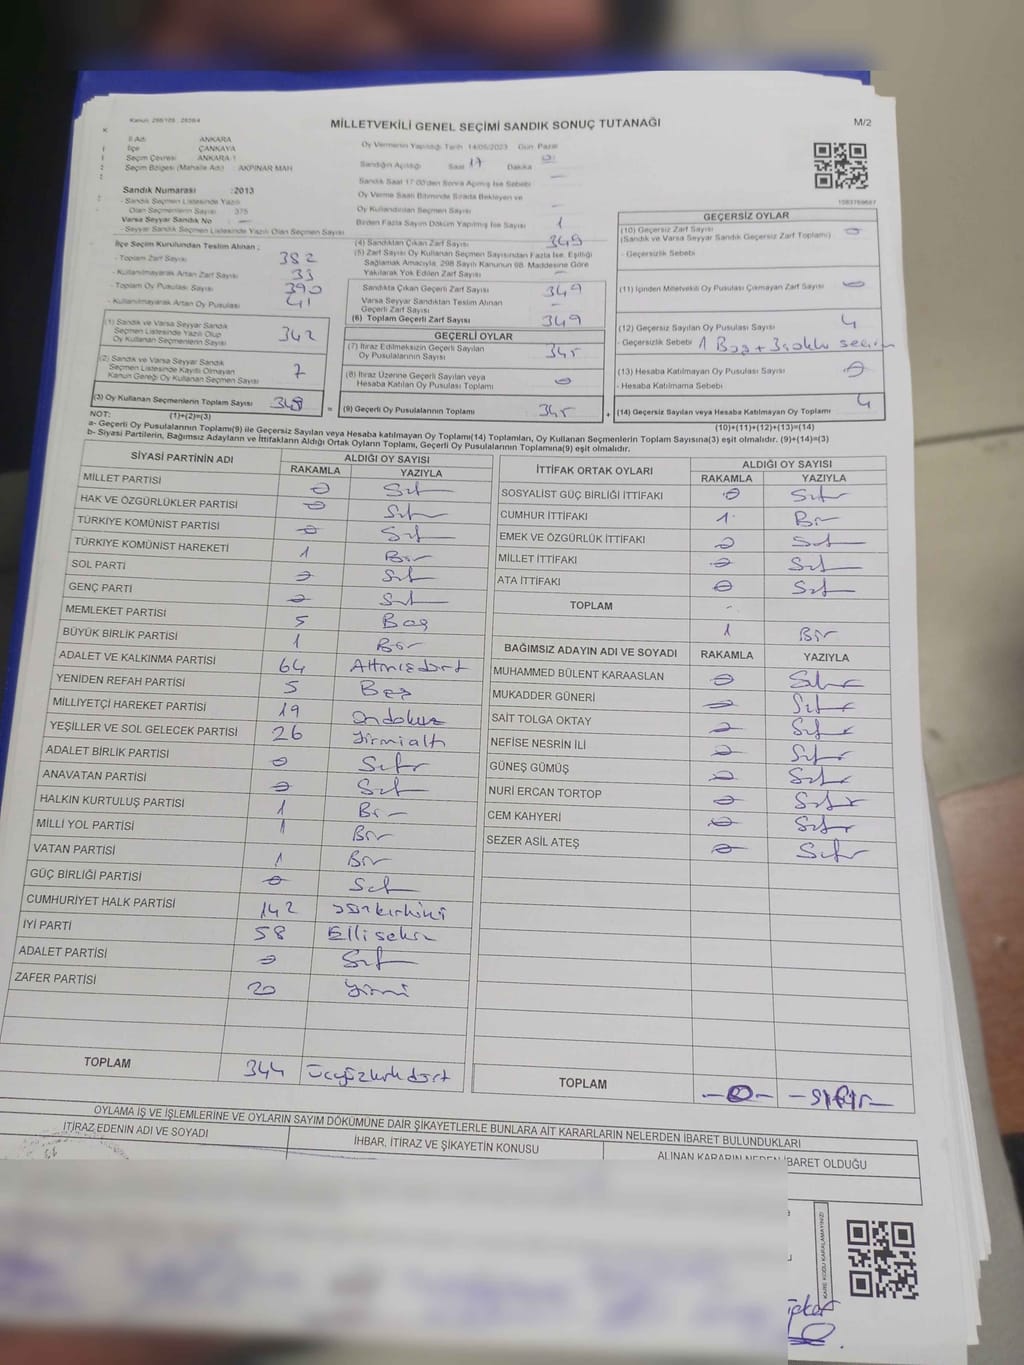 Kanun: 298/105 : 2839/4
MİLLETVEKİLİ GENEL SEÇİMİ SANDIK SONUÇ TUTANAĞI
M/2
İl Adı ANKARA
İlçe ÇANKAYA
Seçim Çevresi ANKARA 1
Seçim Bölgesi (Mahalle Adı) : AKPINAR MAH
Sandık Numarası :2013
- Sandık Seçmen Listesinde Yazılı
Olan Seçmenlerin Sayısı 375
Varsa Seyyar Sandık No —
- Seyyar Sandık Seçmen Listesinde Yazılı Olan Seçmen Sayısı
İlçe Seçim Kurulundan Teslim Alınan ;
- Toplam Zarf Sayısı 382
- Kullanılmayarak Artan Zarf Sayısı 33
- Toplam Oy Pusulası Sayısı 390
- Kullanılmayarak Artan Oy Pusulası 41
(1) Sandık ve Varsa Seyyar Sandık
Seçmen Listesinde Yazılı Olup
Oy Kullanan Seçmenlerin Sayısı 342
(2) Sandık ve Varsa Seyyar Sandık
Seçmen Listesinde Kayıtlı Olmayan
Kanun Gereği Oy Kullanan Seçmen Sayısı 7
(3) Oy Kullanan Seçmenlerin Toplam Sayısı
(1)+(2)=(3)
Oy Vermenin Yapıldığı Tarih 14/05/2023 Gün Pazar
Sandığın Açıldığı Saat 17 Dakika
Sandık Saat 17:00'den Sonra Açılmış İse Sebebi —
Oy Verme Saati Bitiminde Sırada Bekleyen ve
Oy Kullandırılan Seçmen Sayısı —
Birden Fazla Sayım Döküm Yapılmış İse Sayısı 1
(4) Sandıktan Çıkan Zarf Sayısı 349
(5) Zarf Sayısı Oy Kullanan Seçmen Sayısından Fazla İse, Eşitliği
Sağlamak Amacıyla, 298 Sayılı Kanunun 98. Maddesine Göre
Yakılarak Yok Edilen Zarf Sayısı —
Sandıkta Çıkan Geçerli Zarf Sayısı 349
Varsa Seyyar Sandıktan Teslim Alınan
Geçerli Zarf Sayısı —
(6) Toplam Geçerli Zarf Sayısı 349
GEÇERLİ OYLAR
(7) İtiraz Edilmeksizin Geçerli Sayılan
Oy Pusulalarının Sayısı 345
(8) İtiraz Üzerine Geçerli Sayılan veya
Hesaba Katılan Oy Pusulası Toplamı 0
= (9) Geçerli Oy Pusulalarının Toplamı 345 +
1083769687
GEÇERSİZ OYLAR
(10) Geçersiz Zarf Sayısı 0
(Sandık ve Varsa Seyyar Sandık Geçersiz Zarf Toplamı)
- Geçersizlik Sebebi
(11) İçinden Milletvekili Oy Pusulası Çıkmayan Zarf Sayısı 0
(12) Geçersiz Sayılan Oy Pusulası Sayısı 4
- Geçersizlik Sebebi 1 Boş + 3
(13) Hesaba Katılmayan Oy Pusulası Sayısı 0
- Hesaba Katılmama Sebebi
(14) Geçersiz Sayılan veya Hesaba Katılmayan Oy Toplamı 4
(10)+(11)+(12)+(13)=(14)
NOT:
a- Geçerli Oy Pusulalarının Toplamı(9) ile Geçersiz Sayılan veya Hesaba katılmayan Oy Toplamı(14) Toplamları, Oy Kullanan Seçmenlerin Toplam Sayısına(3) eşit olmalıdır. (9)+(14)=(3)
b- Siyasi Partilerin, Bağımsız Adayların ve İttifakların Aldığı Ortak Oyların Toplamı, Geçerli Oy Pusulalarının Toplamına(9) eşit olmalıdır.
SİYASİ PARTİNİN ADI ALDIĞI OY SAYISI
RAKAMLA YAZIYLA
MİLLET PARTİSİ 0 Sıfır
HAK VE ÖZGÜRLÜKLER PARTİSİ 0 Sıfır
TÜRKİYE KOMÜNİST PARTİSİ 0 Sıfır
TÜRKİYE KOMÜNİST HAREKETİ 1 Bir
SOL PARTİ 0 Sıfır
GENÇ PARTİ 0 Sıfır
MEMLEKET PARTİSİ 5 Beş
BÜYÜK BİRLİK PARTİSİ 1 Bir
ADALET VE KALKINMA PARTİSİ 64 Altmışdört
YENİDEN REFAH PARTİSİ 5 Beş
MİLLİYETÇİ HAREKET PARTİSİ 19 Ondokuz
YEŞİLLER VE SOL GELECEK PARTİSİ 26 Yirmialtı
ADALET BİRLİK PARTİSİ 0 Sıfır
ANAVATAN PARTİSİ 0 Sıfır
HALKIN KURTULUŞ PARTİSİ 1 Bir
MİLLİ YOL PARTİSİ 1 Bir
VATAN PARTİSİ 1 Bir
GÜÇ BİRLİĞİ PARTİSİ 0 Sıfır
CUMHURİYET HALK PARTİSİ 142 yüzkırkiki
İYİ PARTİ 58 Ellisekiz
ADALET PARTİSİ 0 Sıfır
ZAFER PARTİSİ 20 Yirmi
TOPLAM 344 Üçyüzkırkdört
İTTİFAK ORTAK OYLARI ALDIĞI OY SAYISI
RAKAMLA YAZIYLA
SOSYALİST GÜÇ BİRLİĞİ İTTİFAKI 0 Sıfır
CUMHUR İTTİFAKI 1 Bir
EMEK VE ÖZGÜRLÜK İTTİFAKI 0 Sıfır
MİLLET İTTİFAKI 0 Sıfır
ATA İTTİFAKI 0 Sıfır
TOPLAM 1 Bir
BAĞIMSIZ ADAYIN ADI VE SOYADI RAKAMLA YAZIYLA
MUHAMMED BÜLENT KARAASLAN 0 Sıfır
MUKADDER GÜNERİ 0 Sıfır
SAİT TOLGA OKTAY 0 Sıfır
NEFİSE NESRİN İLİ 0 Sıfır
GÜNEŞ GÜMÜŞ 0 Sıfır
NURİ ERCAN TORTOP 0 Sıfır
CEM KAHYERİ 0 Sıfır
SEZER ASİL ATEŞ 0 Sıfır
TOPLAM —0— —Sıfır—
OYLAMA İŞ VE İŞLEMLERİNE VE OYLARIN SAYIM DÖKÜMÜNE DAİR ŞİKAYETLERLE BUNLARA AİT KARARLARIN NELERDEN İBARET BULUNDUKLARI
İTİRAZ EDENİN ADI VE SOYADI
İHBAR, İTİRAZ VE ŞİKAYETİN KONUSU
ALINAN KARARIN NEDEN İBARET OLDUĞU
KARE KODU KARALAMAYINIZ!